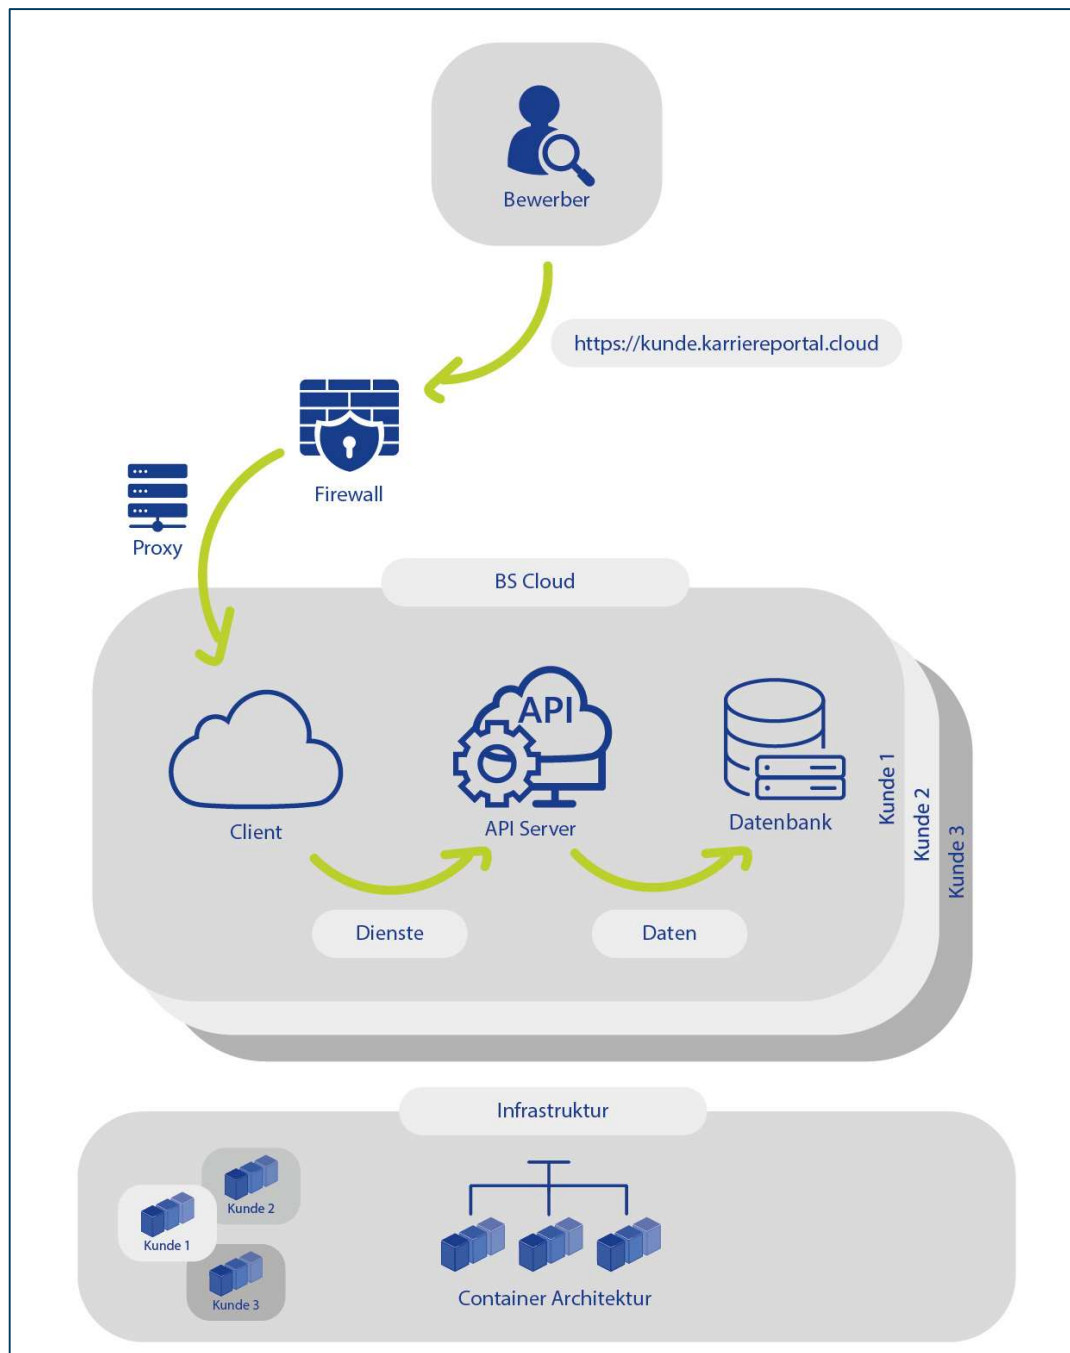 Bewerber
https://kunde.karriereportal.cloud
Firewall
Proxy
BS Cloud
API
Client
API Server
Datenbank
Kunde 1
Kunde 2
Kunde 3
Dienste
Daten
Infrastruktur
Kunde 2
Kunde 1
Kunde 3
Container Architektur